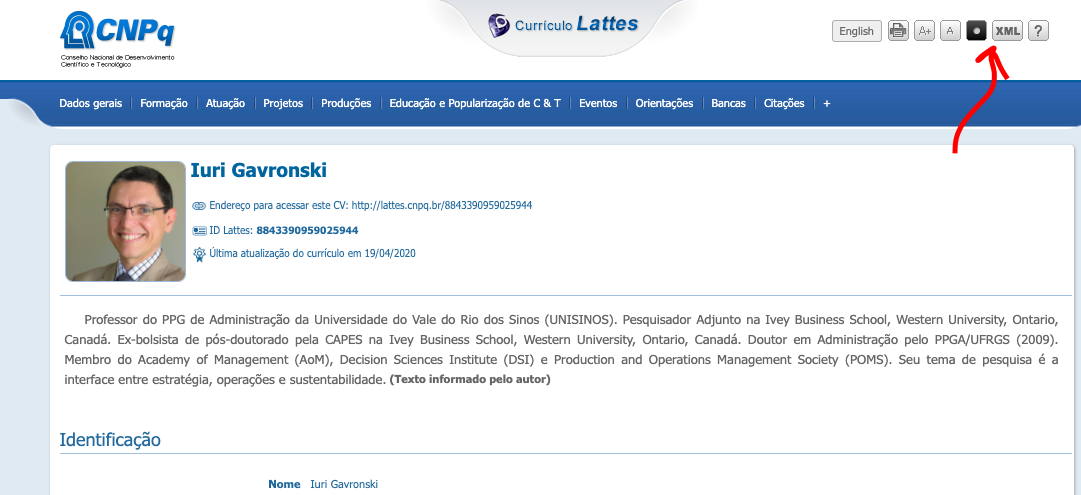 CNPq
Conselho Nacional de Desenvolvimento
Científico e Tecnológico
Currículo Lattes
English A+ A XML ?
Dados gerais Formação Atuação Projetos Produções Educação e Popularização de C & T Eventos Orientações Bancas Citações +
Iuri Gavronski
Endereço para acessar este CV: http://lattes.cnpq.br/8843390959025944
ID Lattes: 8843390959025944
Última atualização do currículo em 19/04/2020
Professor do PPG de Administração da Universidade do Vale do Rio dos Sinos (UNISINOS). Pesquisador Adjunto na Ivey Business School, Western University, Ontario,
Canadá. Ex-bolsista de pós-doutorado pela CAPES na Ivey Business School, Western University, Ontario, Canadá. Doutor em Administração pelo PPGA/UFRGS (2009).
Membro do Academy of Management (AoM), Decision Sciences Institute (DSI) e Production and Operations Management Society (POMS). Seu tema de pesquisa é a
interface entre estratégia, operações e sustentabilidade. (Texto informado pelo autor)
Identificação
Nome Iuri Gavronski